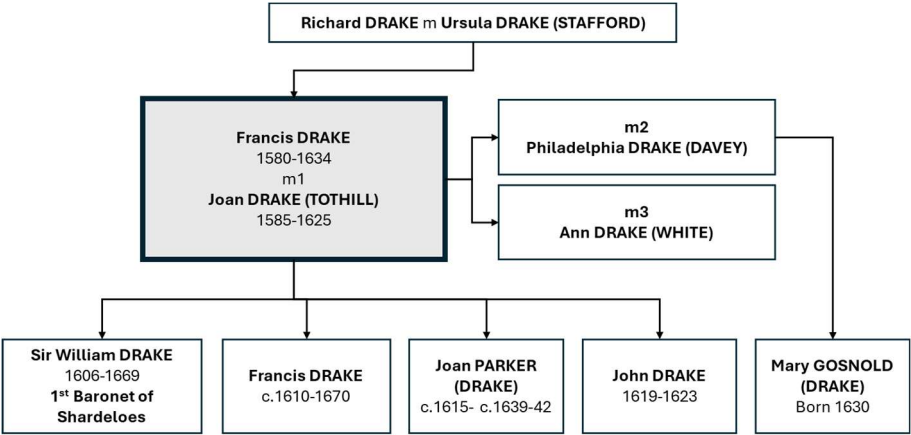 Richard DRAKE m Ursula DRAKE (STAFFORD)
Francis DRAKE
1580-1634
m1
Joan DRAKE (TOTHILL)
1585-1625
m2
Philadelphia DRAKE (DAVEY)
m3
Ann DRAKE (WHITE)
Sir William DRAKE
1606-1669
1st Baronet of
Shardeloes
Francis DRAKE
c.1610-1670
Joan PARKER
(DRAKE)
c.1615- c.1639-42
John DRAKE
1619-1623
Mary GOSNOLD
(DRAKE)
Born 1630